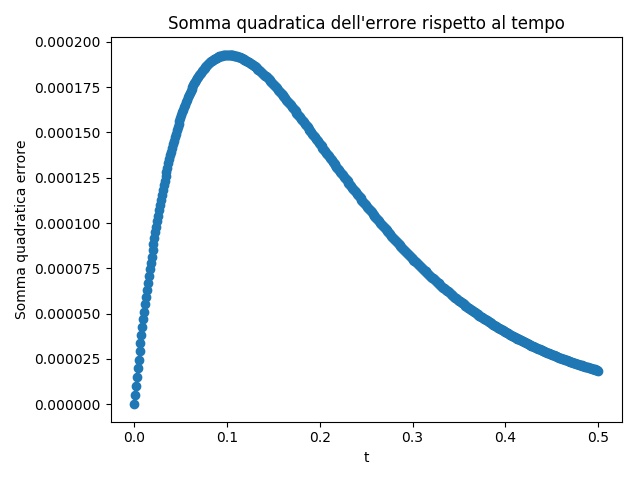 Somma quadratica dell'errore rispetto al tempo
Somma quadratica errore
0.000200
0.000175
0.000150
0.000125
0.000100
0.000075
0.000050
0.000025
0.000000
0.0 0.1 0.2 0.3 0.4 0.5
t